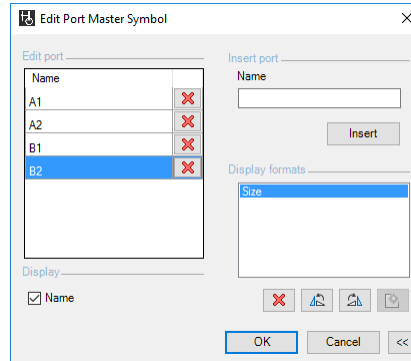 Edit Port Master Symbol
Edit port
Name
A1
A2
B1
B2
Display
Name
Insert port
Name
Insert
Display formats
Size
OK
Cancel
<<